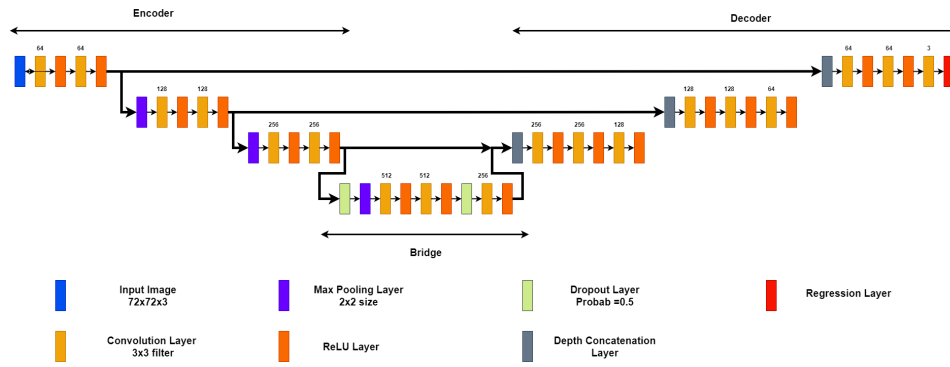 Encoder
Decoder
64 64
64 64 3
128 128
128 128 64
256 256
256 256 128
512 512 256
Bridge
Input Image
72x72x3
Max Pooling Layer
2x2 size
Dropout Layer
Probab =0.5
Regression Layer
Convolution Layer
3x3 filter
ReLU Layer
Depth Concatenation
Layer